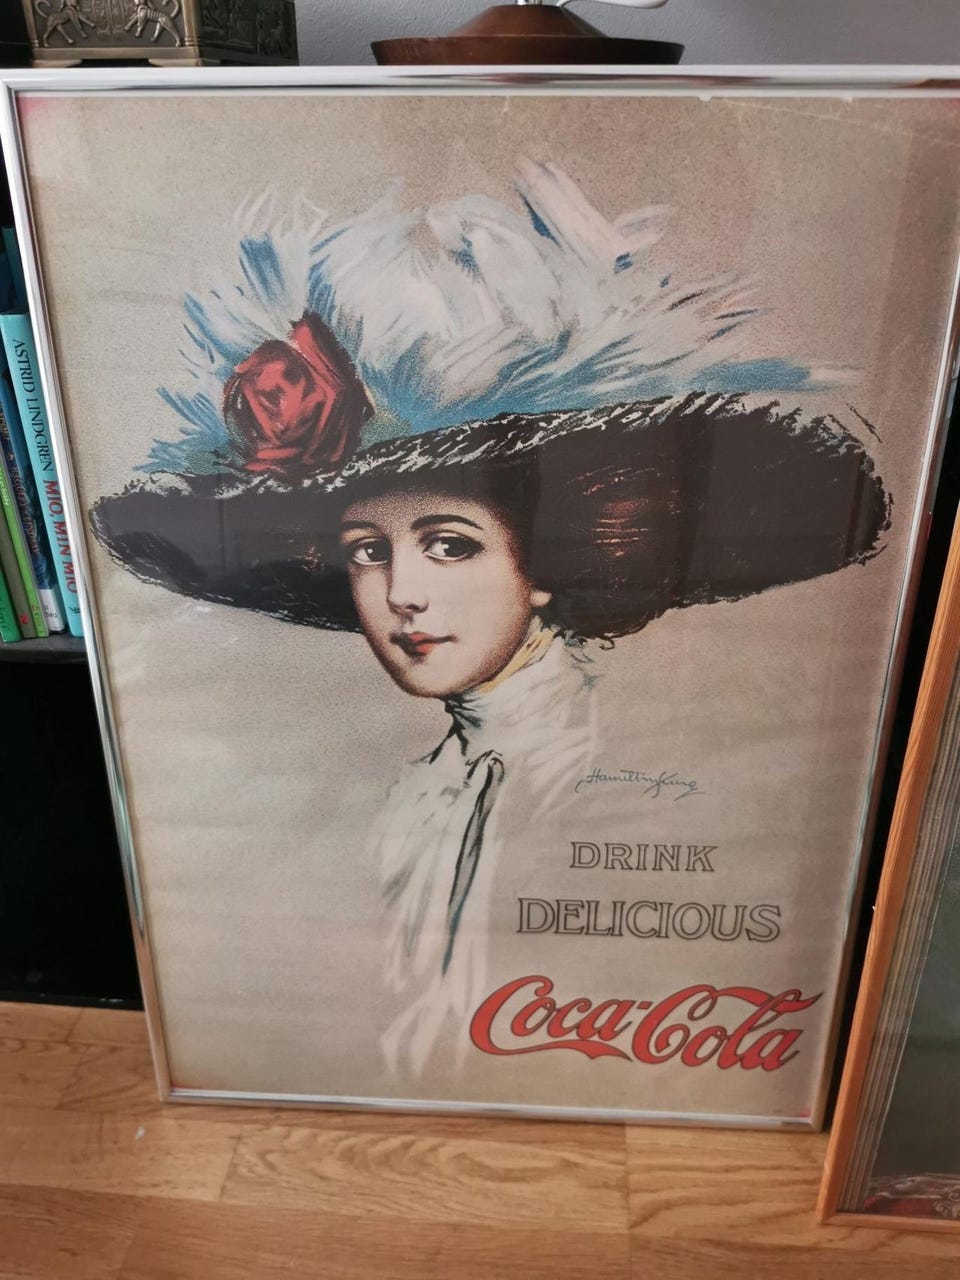 ASTRID LINDGREN MIO, MIN MIO
Hamilton King
DRINK
DELICIOUS
Coca-Cola